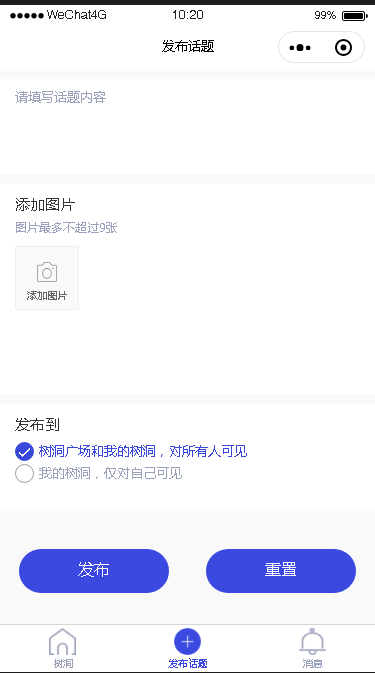 WeChat4G 10:20 99%
发布话题
请填写话题内容
添加图片
图片最多不超过9张
添加图片
发布到
树洞广场和我的树洞，对所有人可见
我的树洞，仅对自己可见
发布 重置
树洞 发布话题 消息